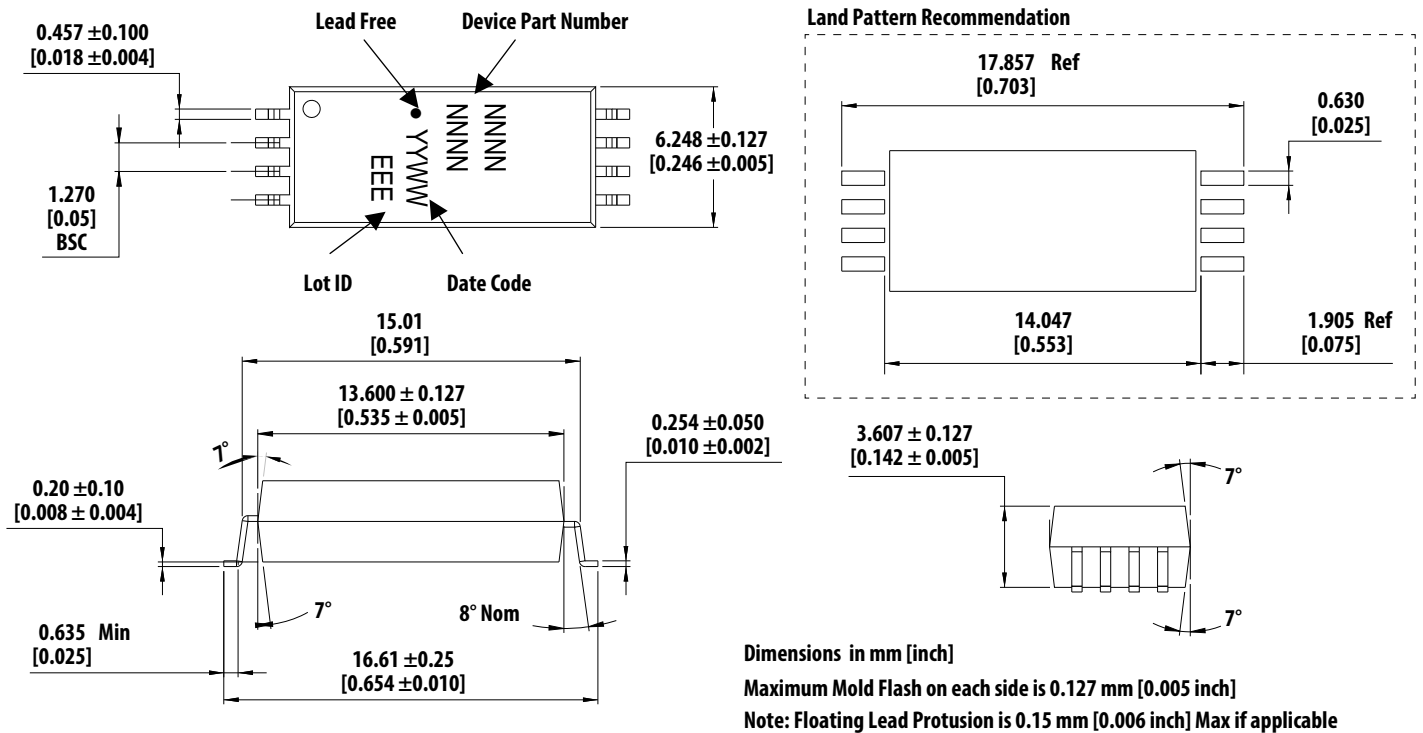 0.457 ±0.100
[0.018 ±0.004]
Lead Free
Device Part Number
NNNN
NNNN
YYWW
EEE
1.270
[0.05]
BSC
6.248 ±0.127
[0.246 ±0.005]
Lot ID
Date Code
Land Pattern Recommendation
17.857 Ref
[0.703]
0.630
[0.025]
14.047
[0.553]
1.905 Ref
[0.075]
15.01
[0.591]
13.600 ± 0.127
[0.535 ± 0.005]
7°
0.254 ±0.050
[0.010 ±0.002]
0.20 ±0.10
[0.008 ± 0.004]
7°
8° Nom
0.635 Min
[0.025]
16.61 ±0.25
[0.654 ±0.010]
3.607 ± 0.127
[0.142 ± 0.005]
7°
7°
Dimensions in mm [inch]
Maximum Mold Flash on each side is 0.127 mm [0.005 inch]
Note: Floating Lead Protusion is 0.15 mm [0.006 inch] Max if applicable